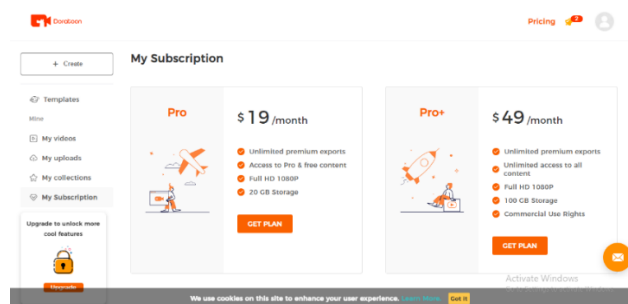 Doratoon
Pricing
2
+ Create
My Subscription
Templates
Mine
My videos
My uploads
My collections
My Subscription
Upgrade to unlock more
cool features
Upgrade
Pro
$ 19 /month
Unlimited premium exports
Access to Pro & free content
Full HD 1080P
20 GB Storage
GET PLAN
Pro+
$ 49 /month
Unlimited premium exports
Unlimited access to all
content
Full HD 1080P
100 GB Storage
Commercial Use Rights
GET PLAN
Activate Windows
We use cookies on this site to enhance your user experience. Learn More. Got it